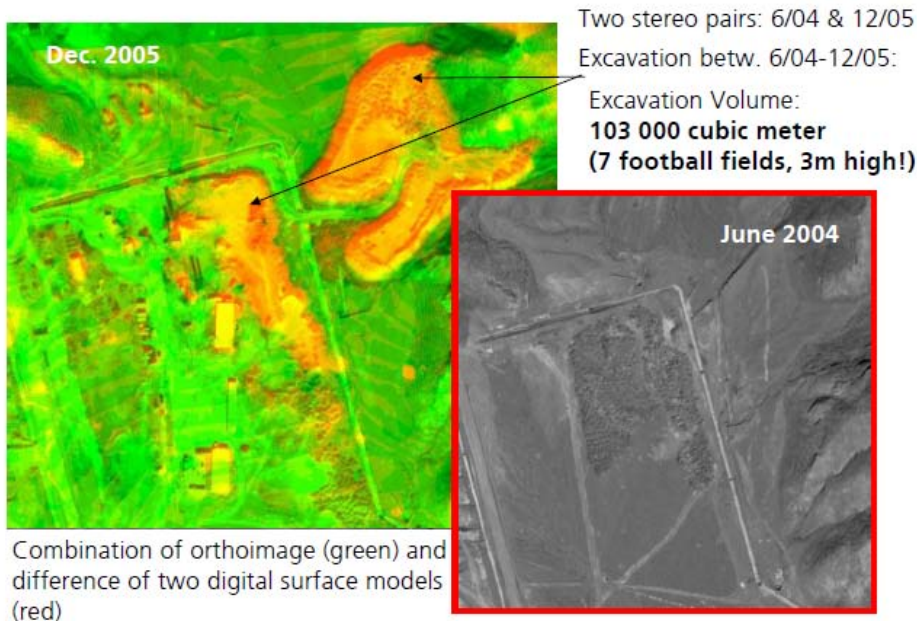 Dec. 2005
Two stereo pairs: 6/04 & 12/05
Excavation betw. 6/04-12/05:
Excavation Volume:
103 000 cubic meter
(7 football fields, 3m high!)
June 2004
Combination of orthoimage (green) and
difference of two digital surface models
(red)